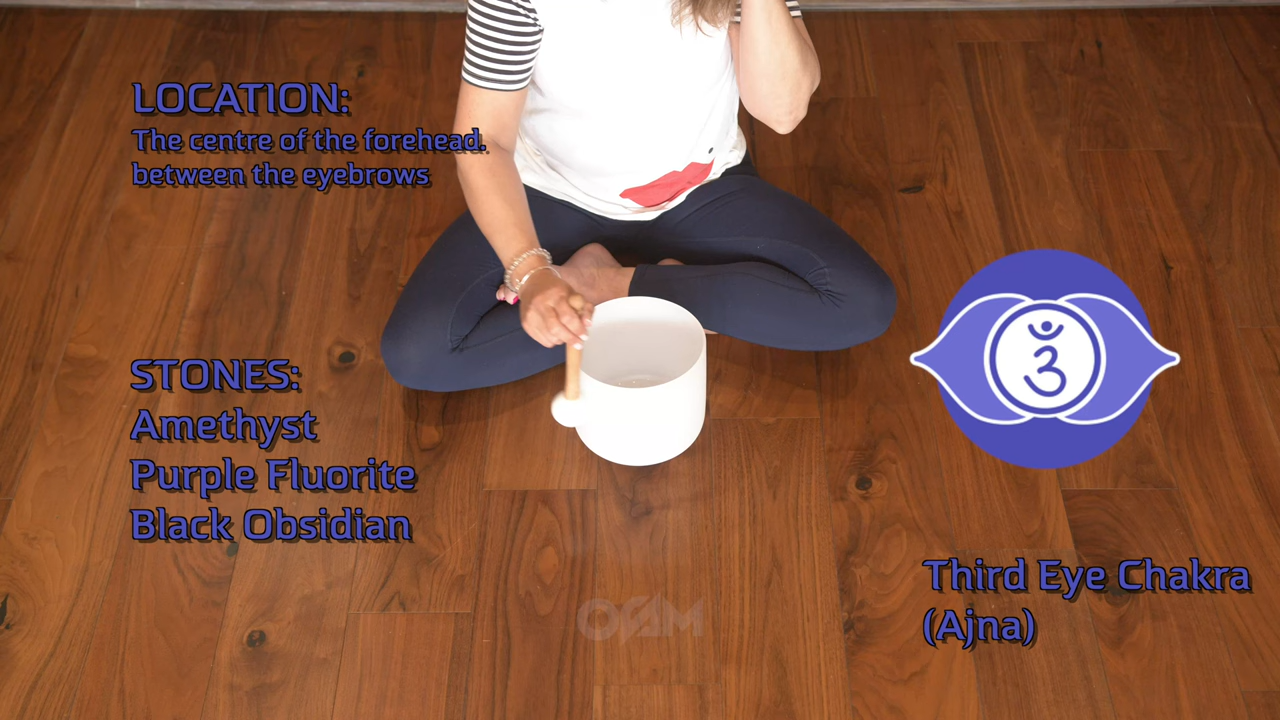 LOCATION:
The centre of the forehead.
between the eyebrows
STONES:
Amethyst
Purple Fluorite
Black Obsidian
Third Eye Chakra
(Ajna)